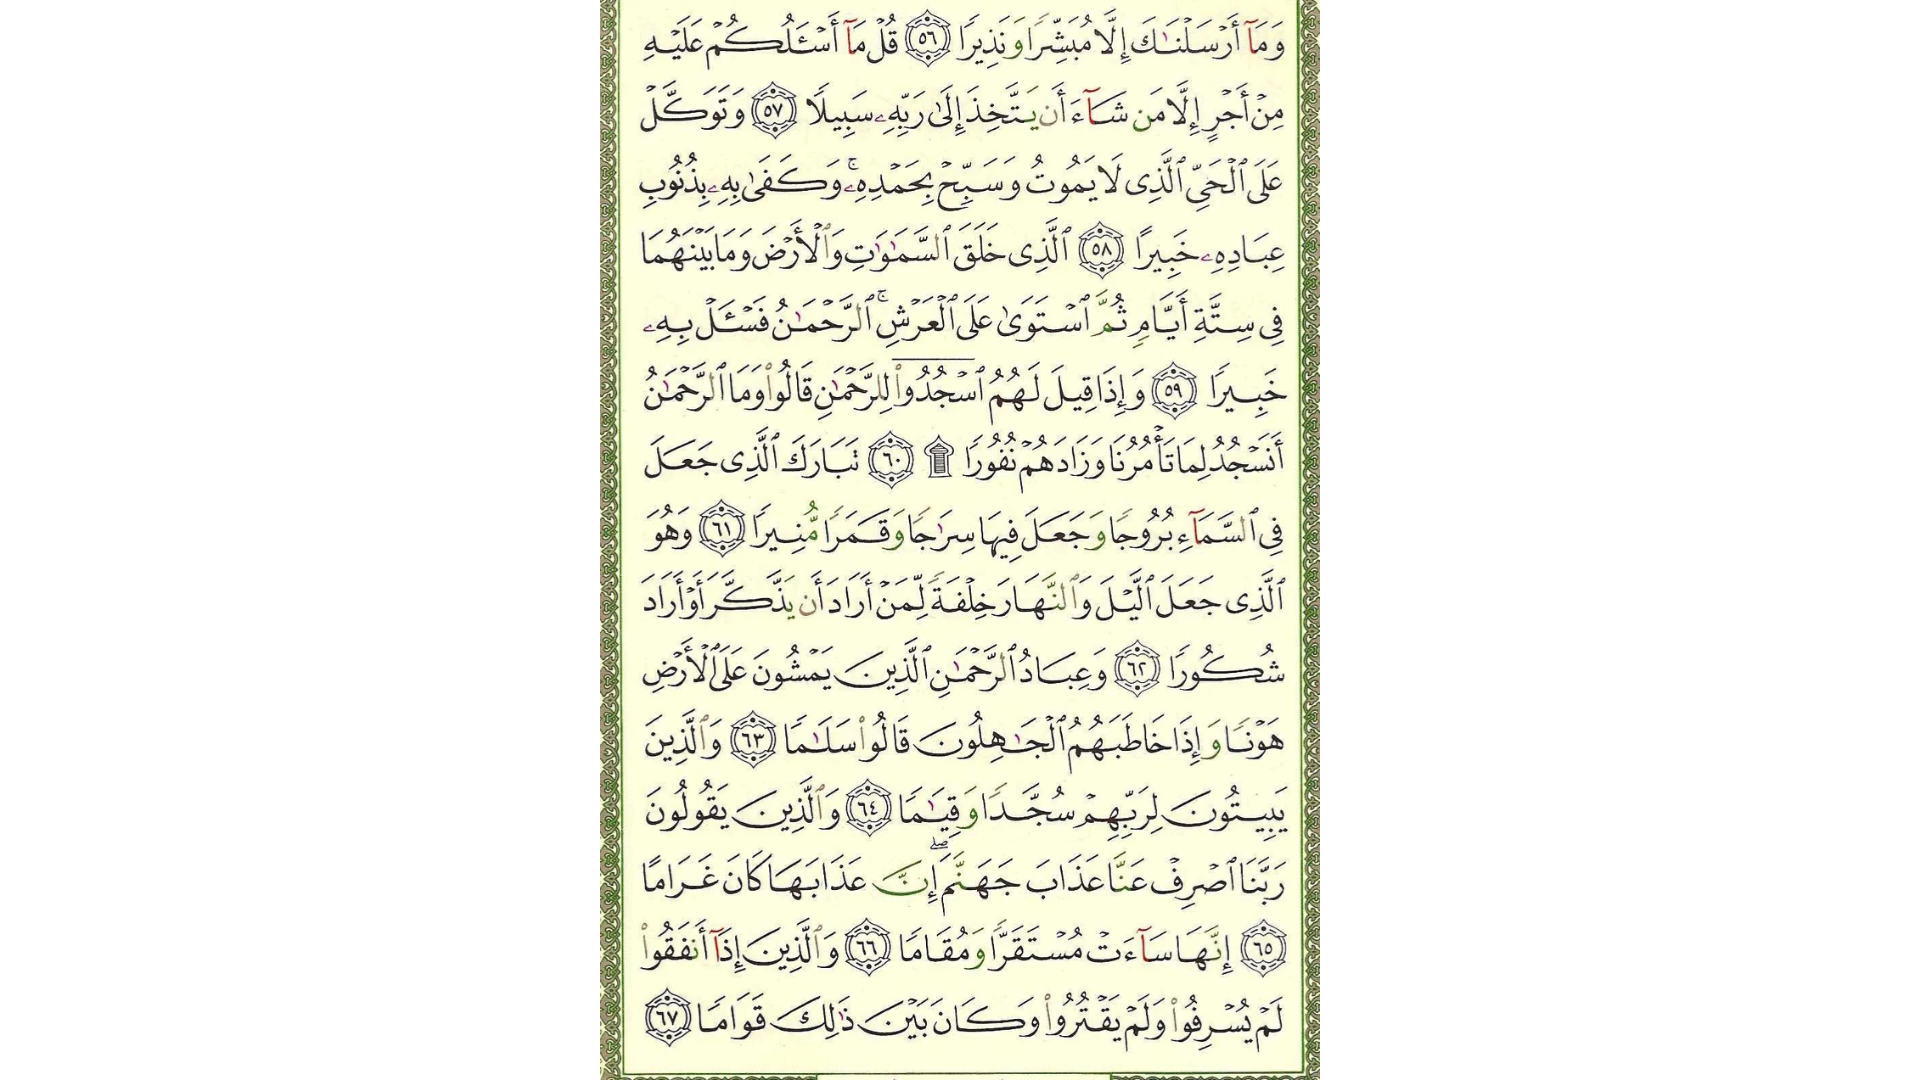 وَمَآ أَرْسَلْنَـٰكَ إِلَّا مُبَشِّرًا وَنَذِيرًا ٥٦ قُلْ مَآ أَسْـَٔلُكُمْ عَلَيْهِ
مِنْ أَجْرٍ إِلَّا مَن شَآءَ أَن يَتَّخِذَ إِلَىٰ رَبِّهِۦ سَبِيلًا ٥٧ وَتَوَكَّلْ
عَلَى ٱلْحَىِّ ٱلَّذِى لَا يَمُوتُ وَسَبِّحْ بِحَمْدِهِۦ ۚ وَكَفَىٰ بِهِۦ بِذُنُوبِ
عِبَادِهِۦ خَبِيرًا ٥٨ ٱلَّذِى خَلَقَ ٱلسَّمَـٰوَٰتِ وَٱلْأَرْضَ وَمَا بَيْنَهُمَا
فِى سِتَّةِ أَيَّامٍ ثُمَّ ٱسْتَوَىٰ عَلَى ٱلْعَرْشِ ۚ ٱلرَّحْمَـٰنُ فَسْـَٔلْ بِهِۦ
خَبِيرًا ٥٩ وَإِذَا قِيلَ لَهُمُ ٱسْجُدُوا۟ لِلرَّحْمَـٰنِ قَالُوا۟ وَمَا ٱلرَّحْمَـٰنُ
أَنَسْجُدُ لِمَا تَأْمُرُنَا وَزَادَهُمْ نُفُورًا ۩ ٦٠ تَبَارَكَ ٱلَّذِى جَعَلَ
فِى ٱلسَّمَآءِ بُرُوجًا وَجَعَلَ فِيهَا سِرَٰجًا وَقَمَرًا مُّنِيرًا ٦١ وَهُوَ
ٱلَّذِى جَعَلَ ٱلَّيْلَ وَٱلنَّهَارَ خِلْفَةً لِّمَنْ أَرَادَ أَن يَذَّكَّرَ أَوْ أَرَادَ
شُكُورًا ٦٢ وَعِبَادُ ٱلرَّحْمَـٰنِ ٱلَّذِينَ يَمْشُونَ عَلَى ٱلْأَرْضِ
هَوْنًا وَإِذَا خَاطَبَهُمُ ٱلْجَـٰهِلُونَ قَالُوا۟ سَلَـٰمًا ٦٣ وَٱلَّذِينَ
يَبِيتُونَ لِرَبِّهِمْ سُجَّدًا وَقِيَـٰمًا ٦٤ وَٱلَّذِينَ يَقُولُونَ
رَبَّنَا ٱصْرِفْ عَنَّا عَذَابَ جَهَنَّمَ ۖ إِنَّ عَذَابَهَا كَانَ غَرَامًا
٦٥ إِنَّهَا سَآءَتْ مُسْتَقَرًّا وَمُقَامًا ٦٦ وَٱلَّذِينَ إِذَآ أَنفَقُوا۟
لَمْ يُسْرِفُوا۟ وَلَمْ يَقْتُرُوا۟ وَكَانَ بَيْنَ ذَٰلِكَ قَوَامًا ٦٧